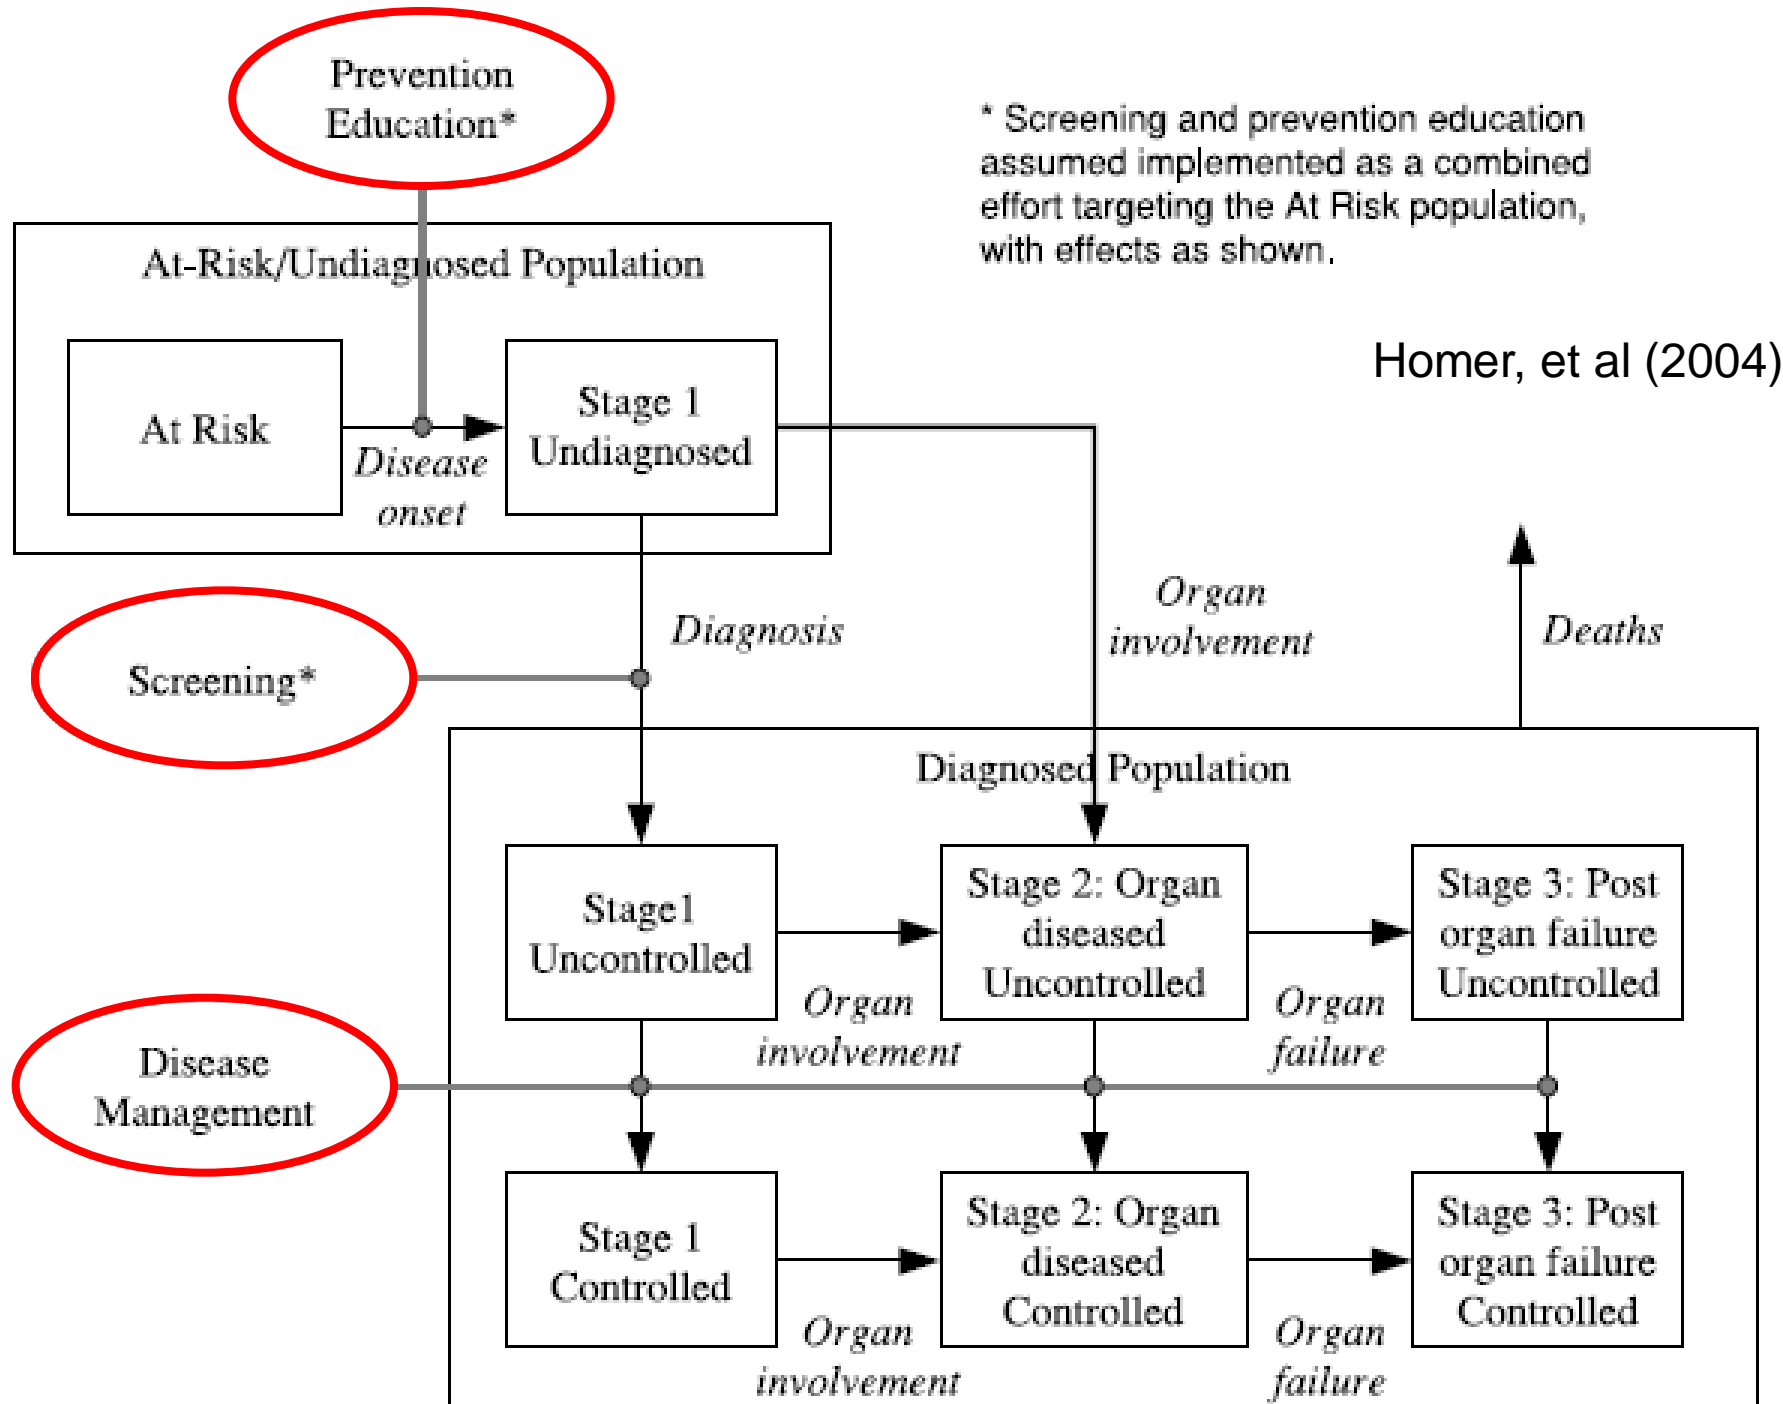 Prevention
Education*
* Screening and prevention education
assumed implemented as a combined
effort targeting the At Risk population,
with effects as shown.
At-Risk/Undiagnosed Population
Homer, et al (2004)
At Risk
Disease
onset
Stage 1
Undiagnosed
Screening*
Diagnosis
Organ
involvement
Deaths
Diagnosed Population
Stage1
Uncontrolled
Organ
involvement
Stage 2: Organ
diseased
Uncontrolled
Organ
failure
Stage 3: Post
organ failure
Uncontrolled
Disease
Management
Stage 1
Controlled
Organ
involvement
Stage 2: Organ
diseased
Controlled
Organ
failure
Stage 3: Post
organ failure
Controlled